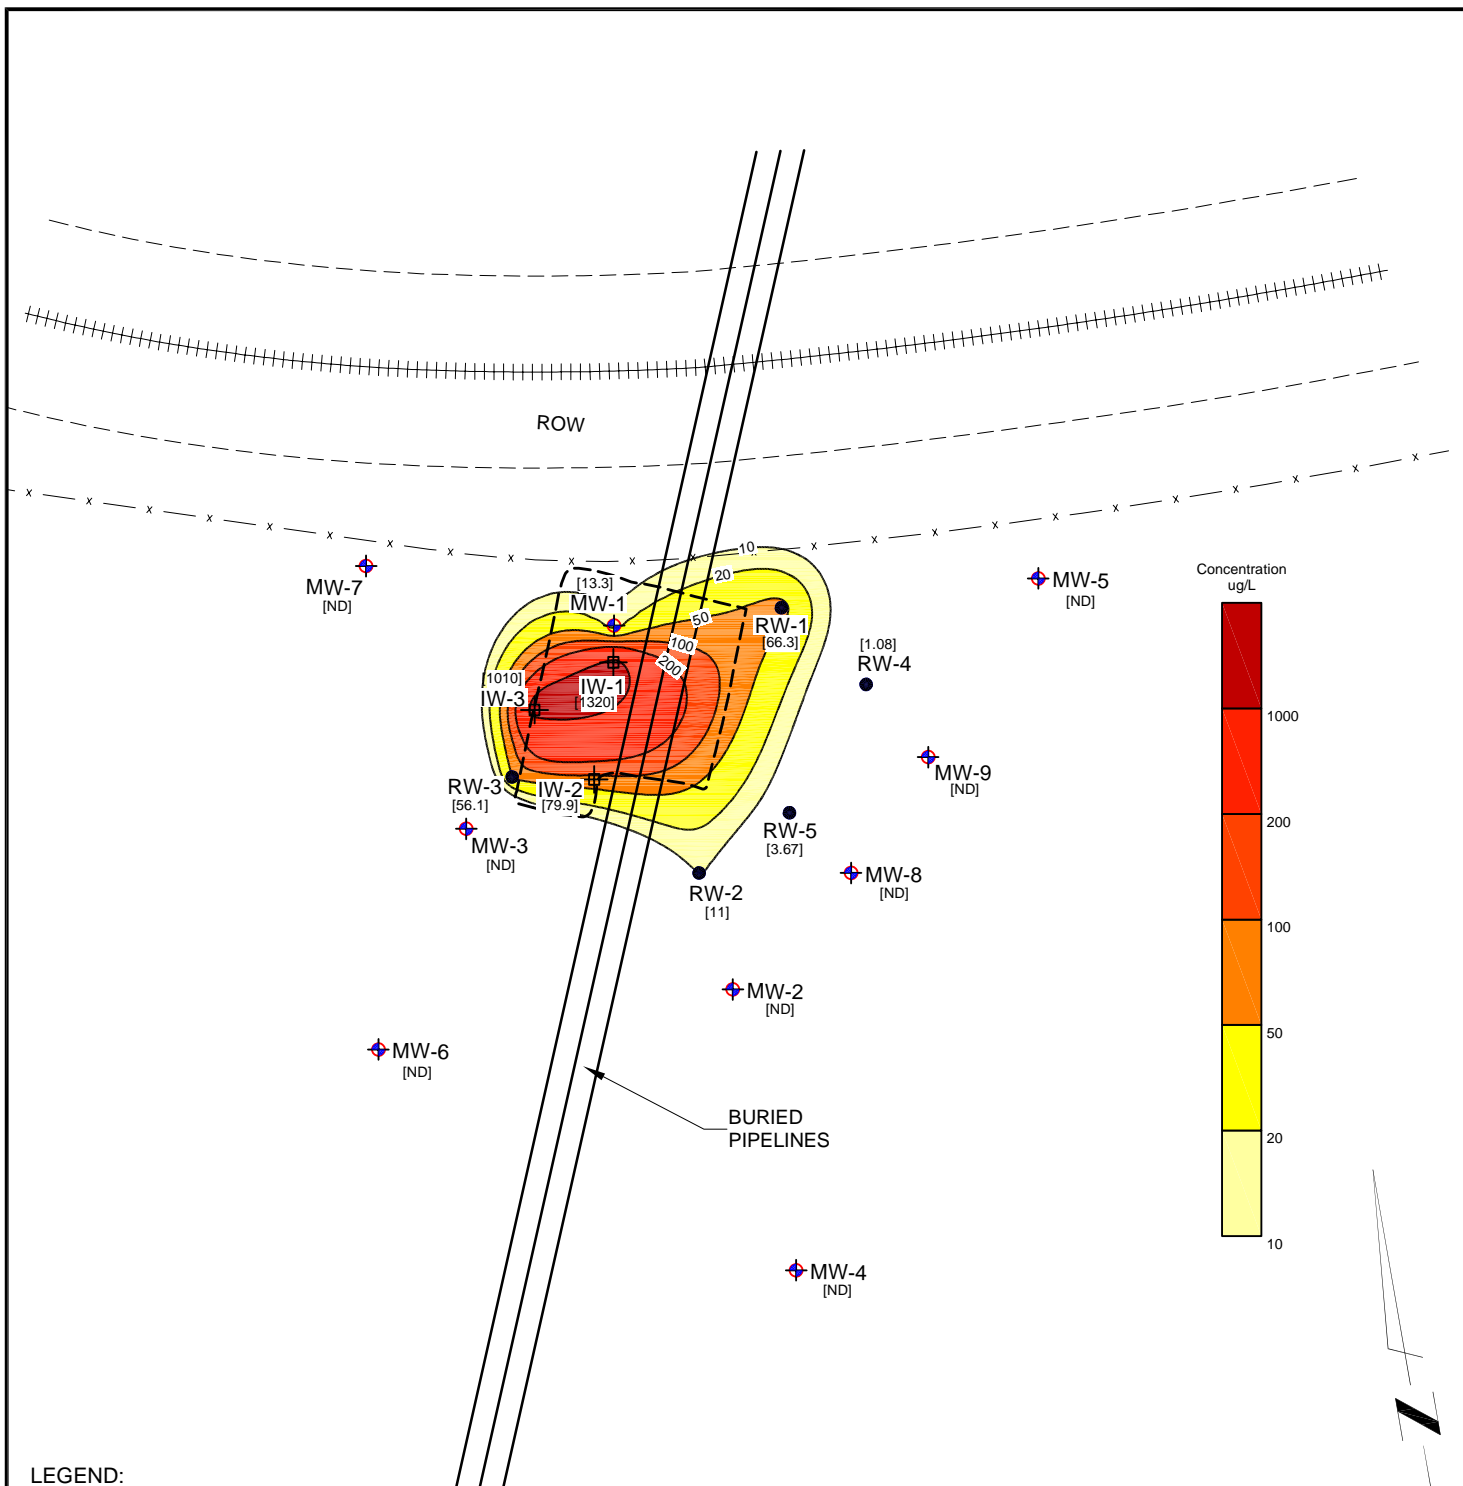 ROW
MW-7
[ND]
[13.3]
MW-1
10
20
50
100
200
RW-1
[66.3]
MW-5
[ND]
Concentration
ug/L
[1.08]
RW-4
[1010]
IW-3
IW-1
[1320]
1000
MW-9
[ND]
RW-3
[56.1]
IW-2
[79.9]
RW-5
[3.67]
200
MW-3
[ND]
MW-8
[ND]
RW-2
[11]
100
MW-2
[ND]
50
MW-6
[ND]
BURIED
PIPELINES
20
10
MW-4
[ND]
N
LEGEND:
x x x x x x x x x x x x x x x x x x x x x x x x